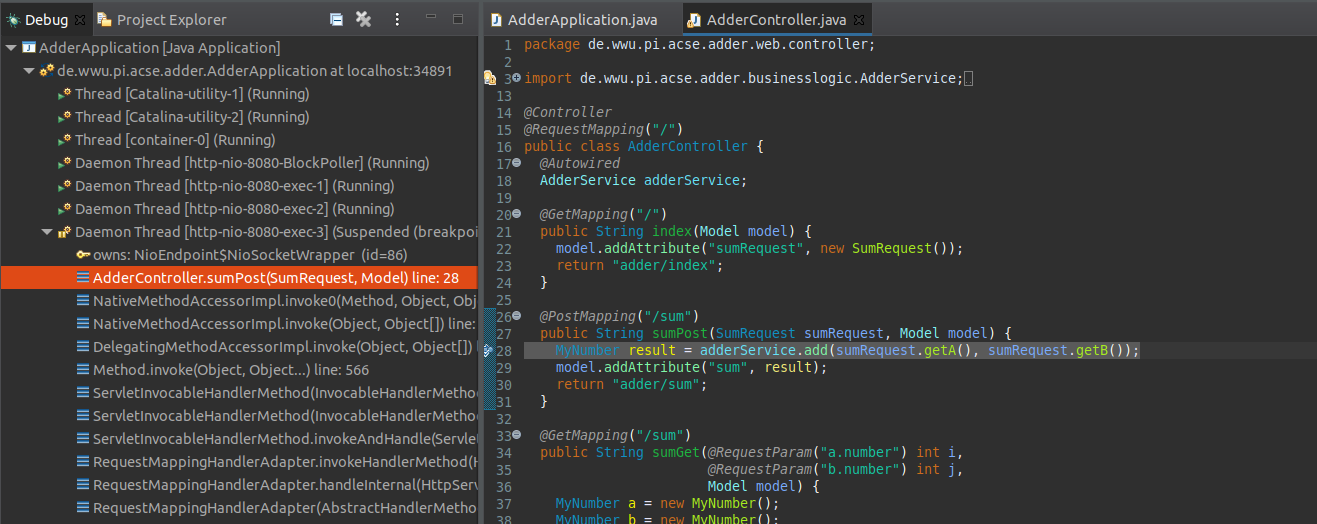 Debug Project Explorer
AdderApplication [Java Application]
de.wwu.pi.acse.adder.AdderApplication at localhost:34891
Thread [Catalina-utility-1] (Running)
Thread [Catalina-utility-2] (Running)
Thread [container-0] (Running)
Daemon Thread [http-nio-8080-BlockPoller] (Running)
Daemon Thread [http-nio-8080-exec-1] (Running)
Daemon Thread [http-nio-8080-exec-2] (Running)
Daemon Thread [http-nio-8080-exec-3] (Suspended (breakpoi
owns: NioEndpoint$NioSocketWrapper (id=86)
AdderController.sumPost(SumRequest, Model) line: 28
NativeMethodAccessorImpl.invoke0(Method, Object, Obj
NativeMethodAccessorImpl.invoke(Object, Object[]) line:
DelegatingMethodAccessorImpl.invoke(Object, Object[])
Method.invoke(Object, Object...) line: 566
ServletInvocableHandlerMethod(InvocableHandlerMethod
ServletInvocableHandlerMethod(InvocableHandlerMethod
ServletInvocableHandlerMethod.invokeAndHandle(Servle
RequestMappingHandlerAdapter.invokeHandlerMethod(H
RequestMappingHandlerAdapter.handleInternal(HttpServ
RequestMappingHandlerAdapter(AbstractHandlerMetho
AdderApplication.java AdderController.java
1 package de.wwu.pi.acse.adder.web.controller;
2
3 import de.wwu.pi.acse.adder.businesslogic.AdderService;
13
14 @Controller
15 @RequestMapping("/")
16 public class AdderController {
17 @Autowired
18 AdderService adderService;
19
20 @GetMapping("/")
21 public String index(Model model) {
22 model.addAttribute("sumRequest", new SumRequest());
23 return "adder/index";
24 }
25
26 @PostMapping("/sum")
27 public String sumPost(SumRequest sumRequest, Model model) {
28 MyNumber result = adderService.add(sumRequest.getA(), sumRequest.getB());
29 model.addAttribute("sum", result);
30 return "adder/sum";
31 }
32
33 @GetMapping("/sum")
34 public String sumGet(@RequestParam("a.number") int i,
35 @RequestParam("b.number") int j,
36 Model model) {
37 MyNumber a = new MyNumber();
38 MyNumber b = new MyNumber();